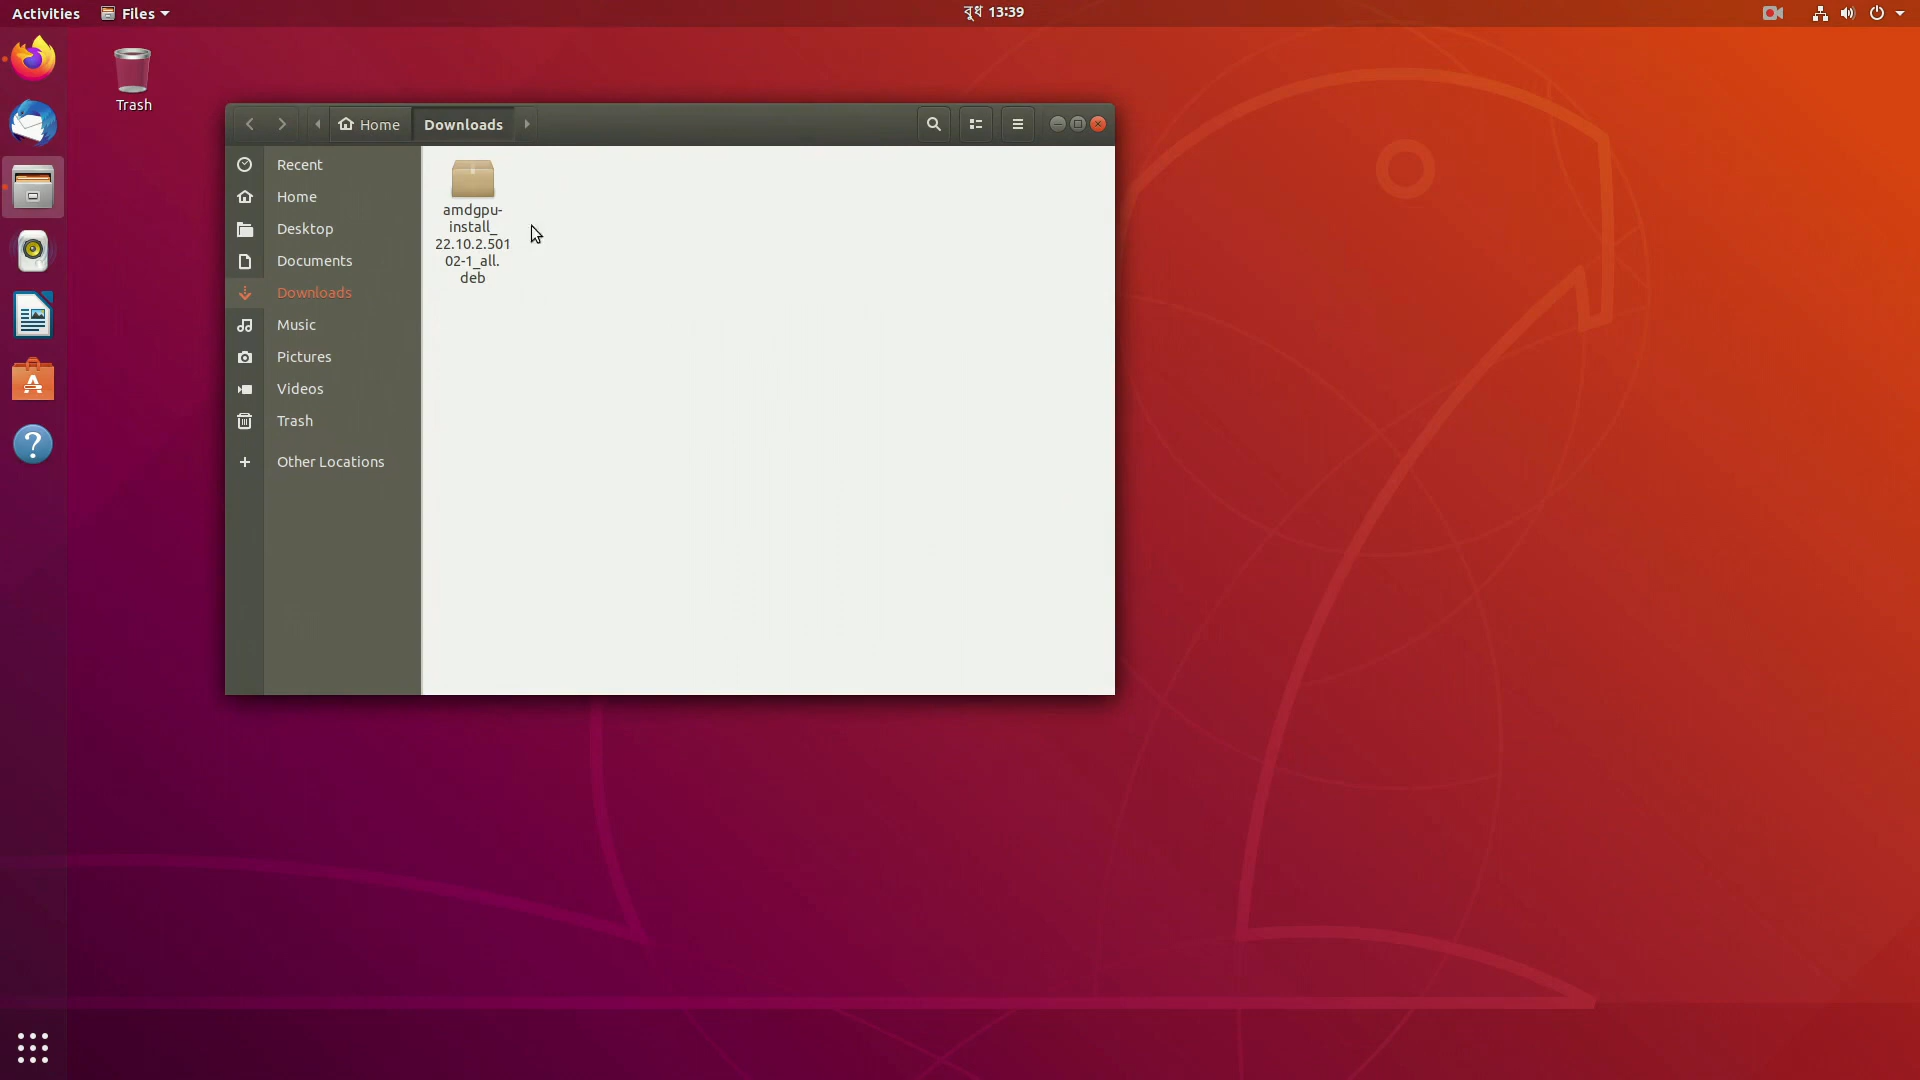 Activities
Files
বুধ 13:39
Trash
Home
Downloads
Recent
Home
Desktop
Documents
Downloads
Music
Pictures
Videos
Trash
Other Locations
amdgpu-
install_
22.10.2.501
02-1_all.
deb